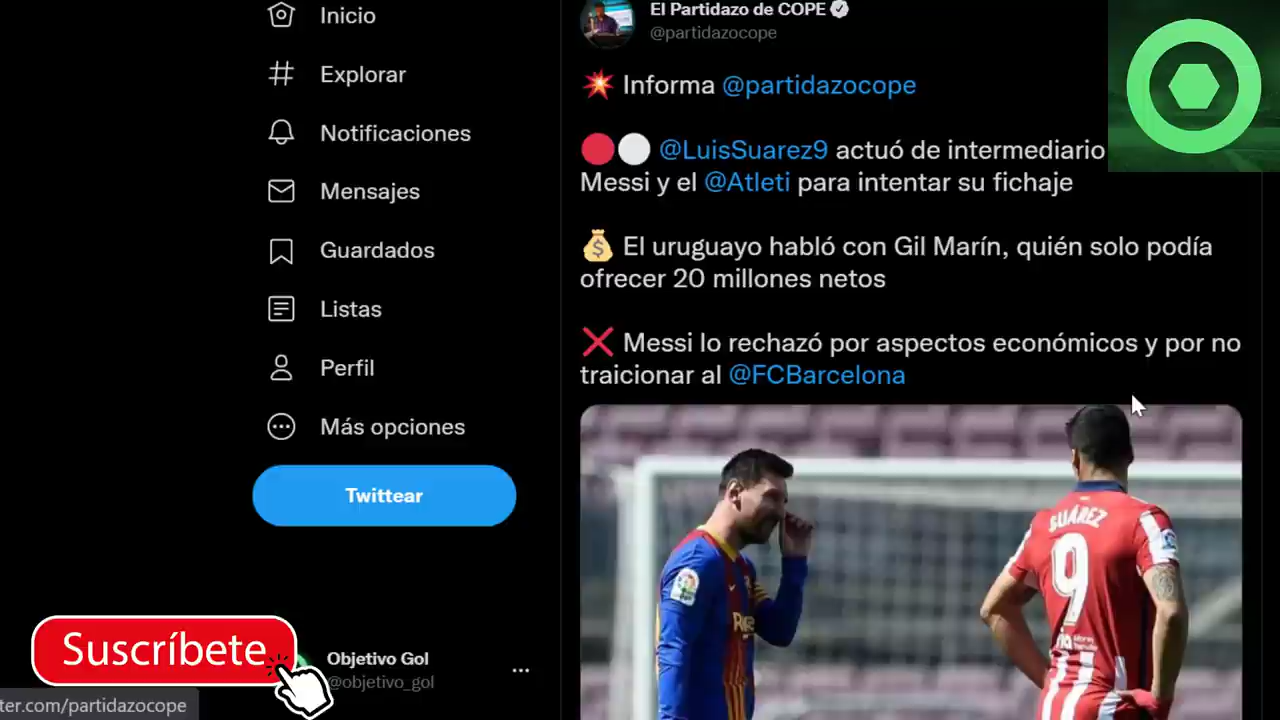 Inicio
Explorar
Notificaciones
Mensajes
Guardados
Listas
Perfil
Más opciones
Twittear
Objetivo Gol
@objetivo_gol
Suscríbete
ter.com/partidazocope
El Partidazo de COPE
@partidazocope
💥 Informa @partidazocope
🔴⚪ @LuisSuarez9 actuó de intermediario
Messi y el @Atleti para intentar su fichaje
💰 El uruguayo habló con Gil Marín, quién solo podía
ofrecer 20 millones netos
❌ Messi lo rechazó por aspectos económicos y por no
traicionar al @FCBarcelona
SUÁREZ
9